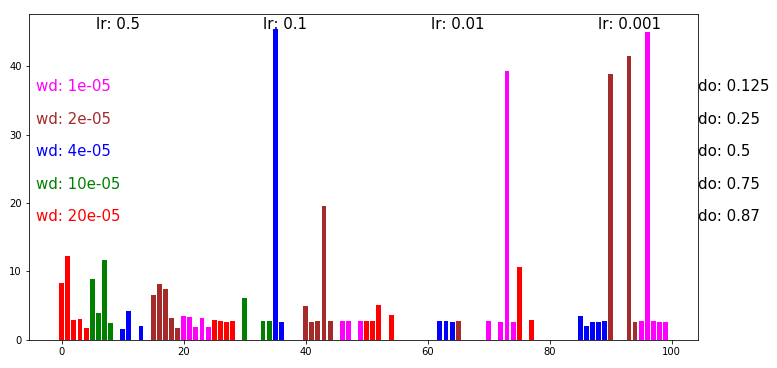 lr: 0.5 lr: 0.1 lr: 0.01 lr: 0.001
40
wd: 1e-05 do: 0.125
wd: 2e-05 do: 0.25
30
wd: 4e-05 do: 0.5
wd: 10e-05 do: 0.75
20
wd: 20e-05 do: 0.87
10
0
0 20 40 60 80 100